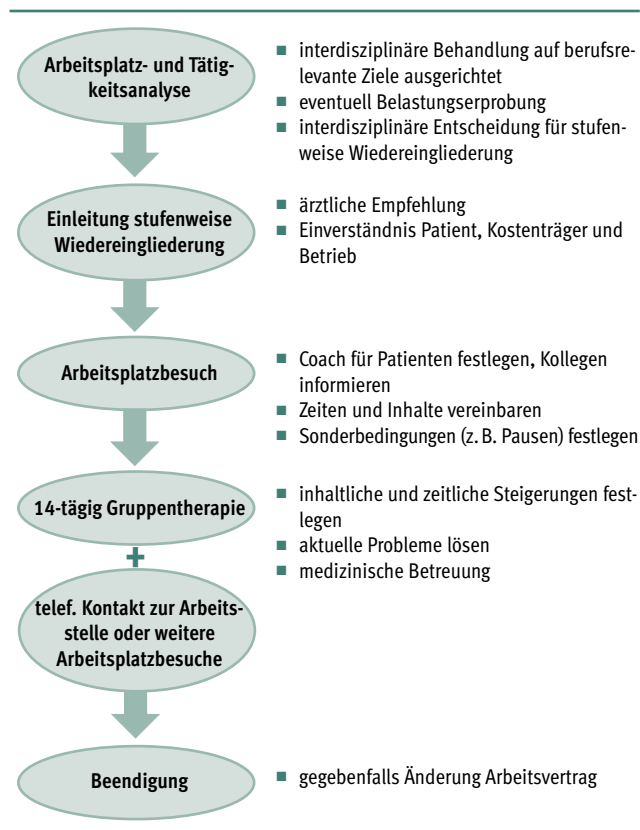 Arbeitsplatz- und Tätig-
keitsanalyse
■ interdisziplinäre Behandlung auf berufsre-
levante Ziele ausgerichtet
■ eventuell Belastungserprobung
■ interdisziplinäre Entscheidung für stufen-
weise Wiedereingliederung
Einleitung stufenweise
Wiedereingliederung
■ ärztliche Empfehlung
■ Einverständnis Patient, Kostenträger und
Betrieb
Arbeitsplatzbesuch
■ Coach für Patienten festlegen, Kollegen
informieren
■ Zeiten und Inhalte vereinbaren
■ Sonderbedingungen (z. B. Pausen) festlegen
14-tägig Gruppentherapie
■ inhaltliche und zeitliche Steigerungen fest-
legen
■ aktuelle Probleme lösen
■ medizinische Betreuung
+
telef. Kontakt zur Arbeits-
stelle oder weitere
Arbeitsplatzbesuche
Beendigung
■ gegebenfalls Änderung Arbeitsvertrag